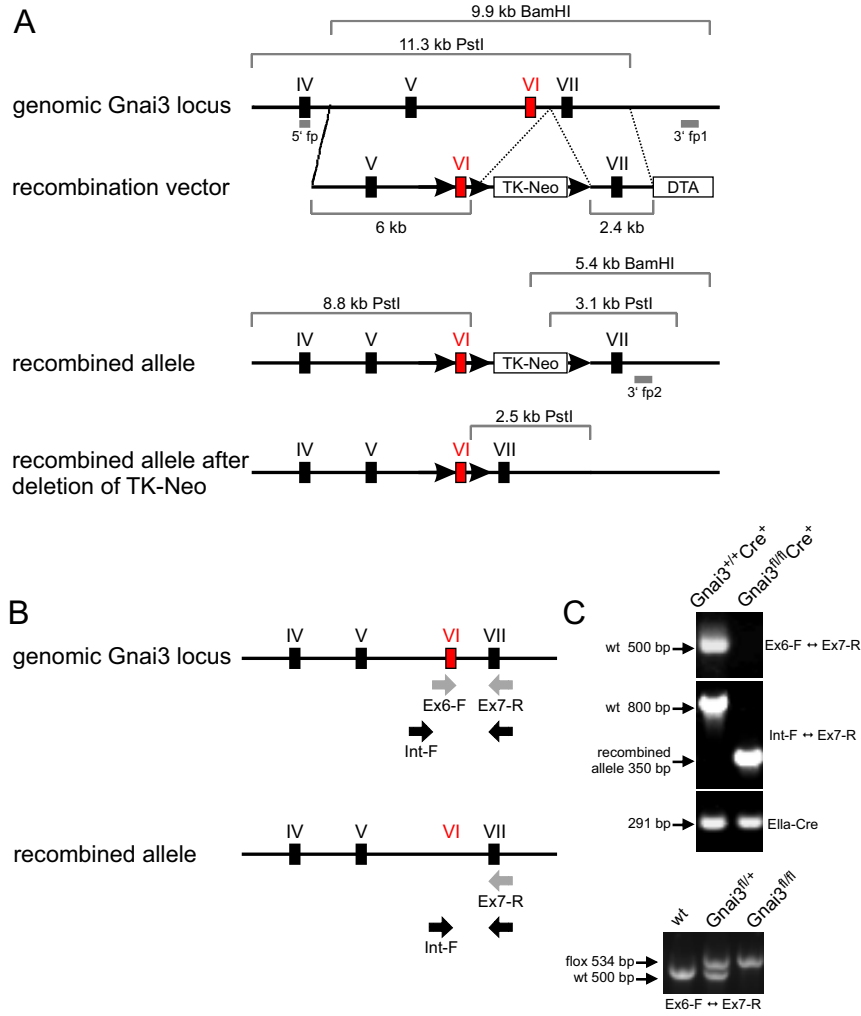 A
9.9 kb BamHI
11.3 kb PstI
IV V VI VII
genomic Gnai3 locus
5' fp 3' fp1
V VI VII
recombination vector TK-Neo DTA
6 kb 2.4 kb
5.4 kb BamHI
8.8 kb PstI 3.1 kb PstI
IV V VI VII
recombined allele TK-Neo
3' fp2
2.5 kb PstI
IV V VI VII
recombined allele after
deletion of TK-Neo
B
IV V VI VII
genomic Gnai3 locus
Ex6-F Ex7-R
Int-F
IV V VI VII
recombined allele
Ex7-R
Int-F
C
Gnai3+/+Cre+ Gnai3fl/flCre+
wt 500 bp Ex6-F ↔ Ex7-R
wt 800 bp
Int-F ↔ Ex7-R
recombined
allele 350 bp
291 bp Ella-Cre
wt Gnai3fl/+ Gnai3fl/fl
flox 534 bp
wt 500 bp
Ex6-F ↔ Ex7-R